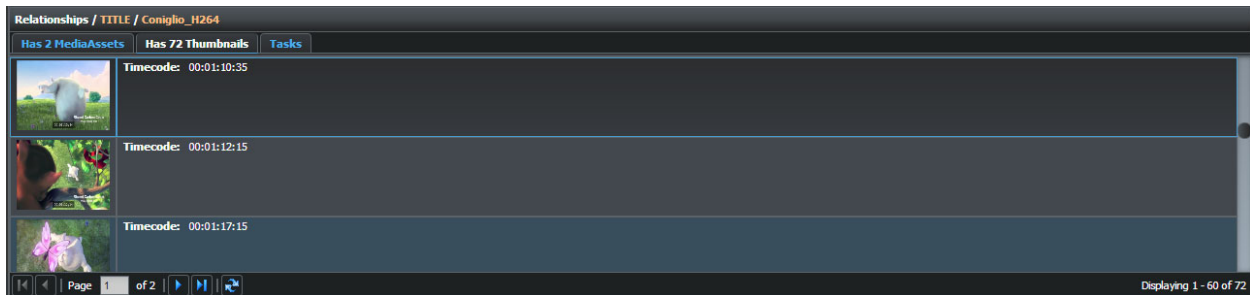 Relationships / TITLE / Coniglio_H264
Has 2 MediaAssets Has 72 Thumbnails Tasks
Timecode: 00:01:10:35
Timecode: 00:01:12:15
Timecode: 00:01:17:15
Page 1 of 2 Displaying 1 - 60 of 72